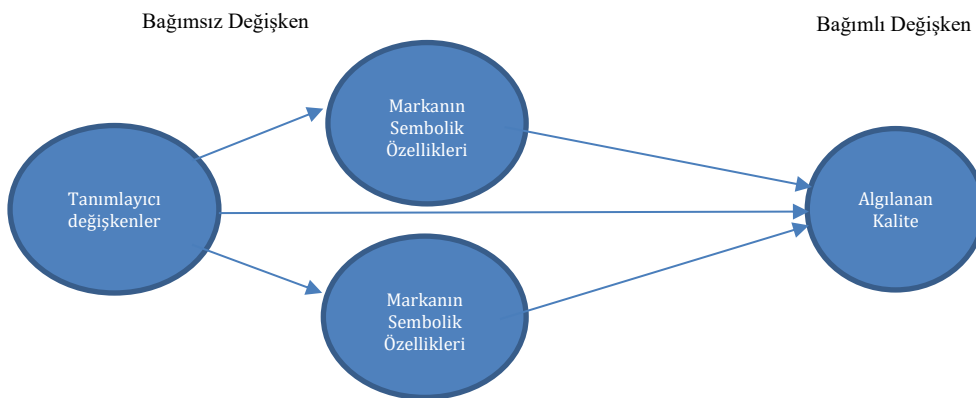 Bağımsız Değişken
Bağımlı Değişken
Markanın
Sembolik
Özellikleri
Tanımlayıcı
değişkenler
Algılanan
Kalite
Markanın
Sembolik
Özellikleri